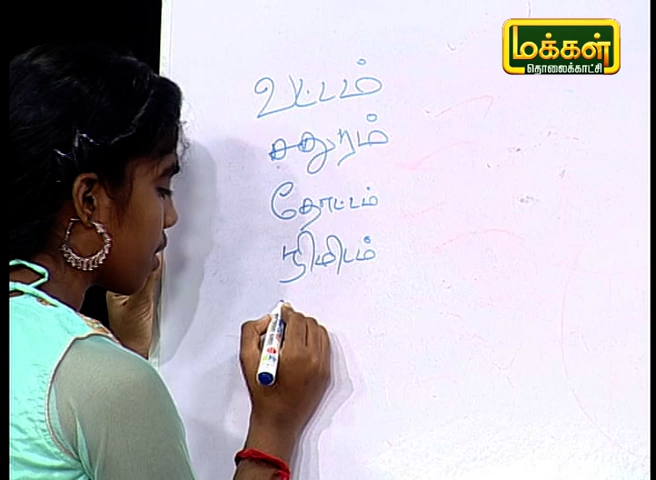 மக்கள்
தொலைக்காட்சி
உட்டம்
சதுரம்
தோட்டம்
நிமிடம்